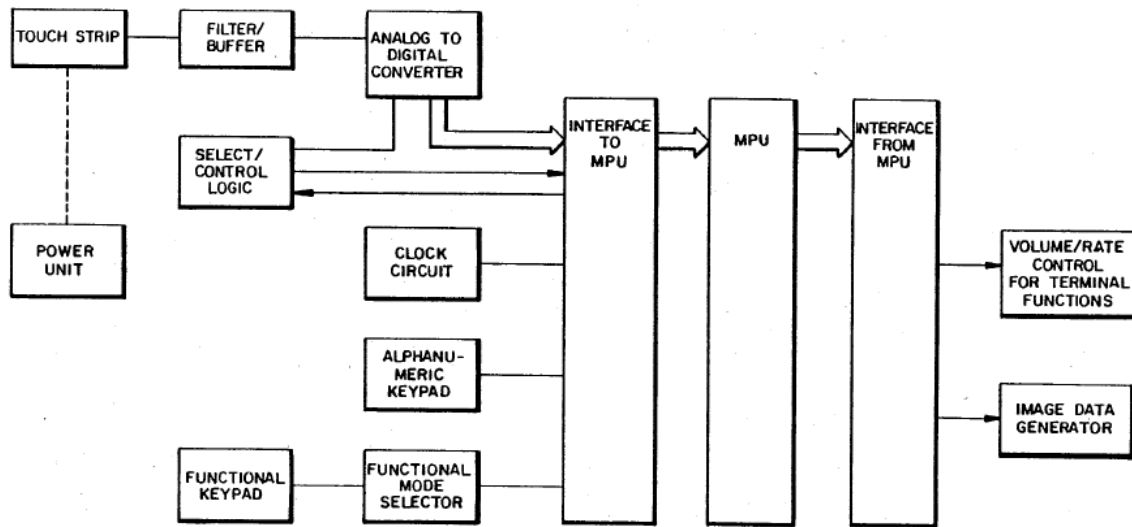 TOUCH STRIP
FILTER/
BUFFER
ANALOG TO
DIGITAL
CONVERTER
SELECT/
CONTROL
LOGIC
INTERFACE
TO
MPU
MPU
INTERFACE
FROM
MPU
POWER
UNIT
CLOCK
CIRCUIT
VOLUME/RATE
CONTROL
FOR TERMINAL
FUNCTIONS
ALPHANU-
MERIC
KEYPAD
IMAGE DATA
GENERATOR
FUNCTIONAL
KEYPAD
FUNCTIONAL
MODE
SELECTOR